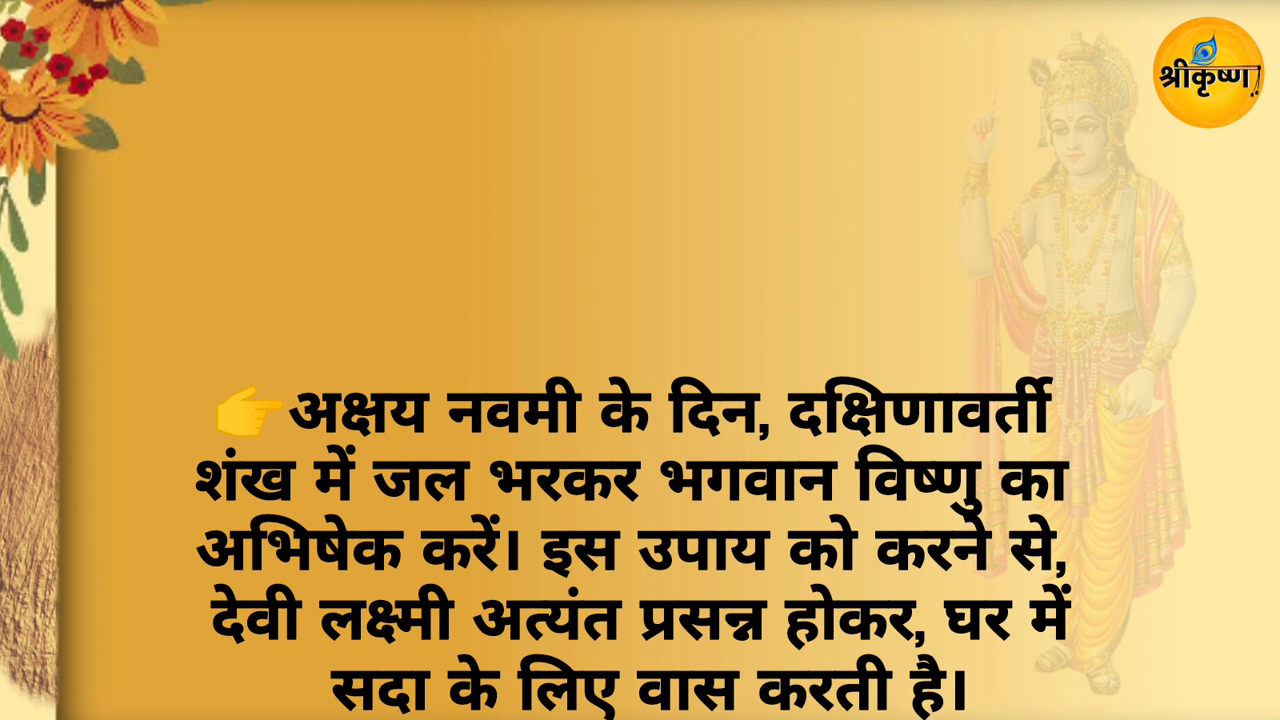 श्रीकृष्ण
👉अक्षय नवमी के दिन, दक्षिणावर्ती
शंख में जल भरकर भगवान विष्णु का
अभिषेक करें। इस उपाय को करने से,
देवी लक्ष्मी अत्यंत प्रसन्न होकर, घर में
सदा के लिए वास करती है।